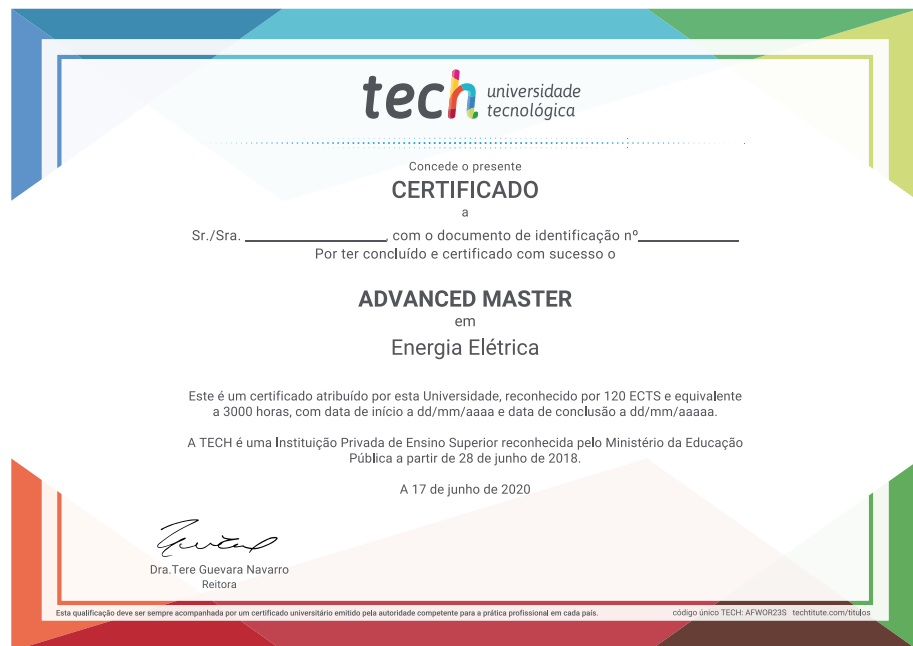 tech universidade
tecnológica
Concede o presente
CERTIFICADO
a
Sr./Sra. ______________, com o documento de identificação nº__________
Por ter concluído e certificado com sucesso o
ADVANCED MASTER
em
Energia Elétrica
Este é um certificado atribuído por esta Universidade, reconhecido por 120 ECTS e equivalente
a 3000 horas, com data de início a dd/mm/aaaa e data de conclusão a dd/mm/aaaaa.
A TECH é uma Instituição Privada de Ensino Superior reconhecida pelo Ministério da Educação
Pública a partir de 28 de junho de 2018.
A 17 de junho de 2020
Dra.Tere Guevara Navarro
Reitora
Esta qualificação deve ser sempre acompanhada por um certificado universitário emitido pela autoridade competente para a prática profissional em cada país.
código único TECH: AFWOR23S techtitute.com/titulos